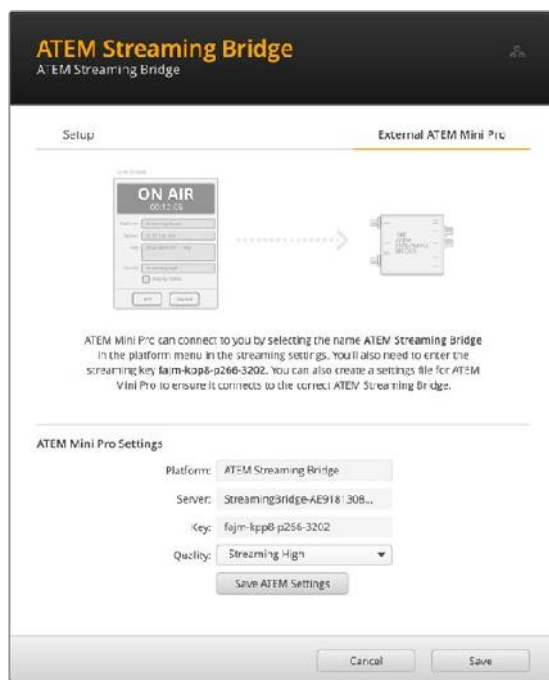 ATEM Streaming Bridge
ATEM Streaming Bridge
Setup
External ATEM Mini Pro
ON AIR
ATEM Mini Pro can connect to you by selecting the name ATEM Streaming Bridge
in the platform menu in the streaming settings. You'll also need to enter the
streaming key fajm-kpp8-p266-3202. You can also create a settings file for ATEM
Mini Pro to ensure it connects to the correct ATEM Streaming Bridge.
ATEM Mini Pro Settings
Platform: ATEM Streaming Bridge
Server: StreamingBridge-AE9181308...
Key: fajm-kpp8-p266-3202
Quality: Streaming High
Save ATEM Settings
Cancel
Save